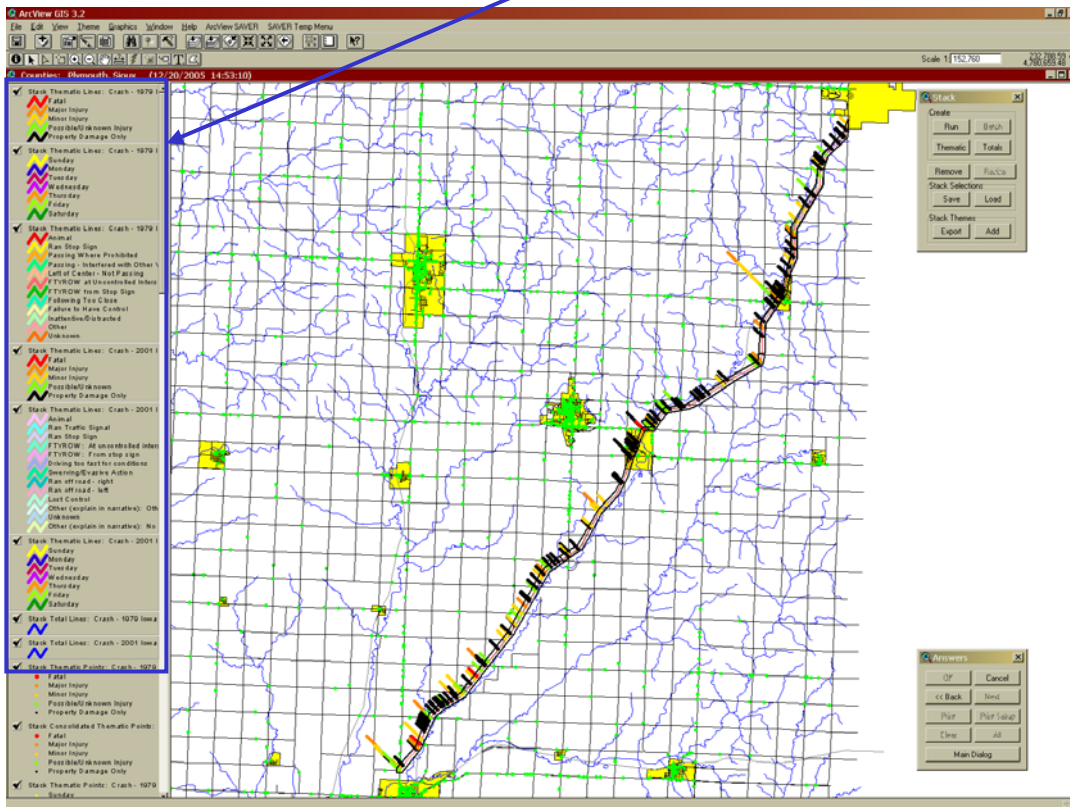 ArcView GIS 3.2
File Edit View Theme Graphics Window Help ArcView SAVER SAVER Temp Menu
Scale 1: 152,760
232,788.59
4,780,659.48
Counties: Plymouth, Sioux (12/20/2005 14:53:10)
Stack Thematic Lines: Crash - 1979 I
Fatal
Major Injury
Minor Injury
Possible/Unknown Injury
Property Damage Only
Stack Thematic Lines: Crash - 1979 I
Sunday
Monday
Tuesday
Wednesday
Thursday
Friday
Saturday
Stack Thematic Lines: Crash - 1979 I
Animal
Ran Stop Sign
Passing Where Prohibited
Passing - Interfered with Other V
Left of Center - Not Passing
FTYROW at Uncontrolled Inters
FTYROW from Stop Sign
Following Too Close
Failure to Have Control
Inattentive/Distracted
Other
Unknown
Stack Thematic Lines: Crash - 2001 I
Fatal
Major Injury
Minor Injury
Possible/Unknown
Property Damage Only
Stack Thematic Lines: Crash - 2001 I
Animal
Ran Traffic Signal
Ran Stop Sign
FTYROW: At uncontrolled inters
FTYROW: From stop sign
Driving too fast for conditions
Swerving/Evasive Action
Ran off road - right
Ran off road - left
Lost Control
Other (explain in narrative): Oth
Unknown
Other (explain in narrative): No
Stack Thematic Lines: Crash - 2001 I
Sunday
Monday
Tuesday
Wednesday
Thursday
Friday
Saturday
Stack Total Lines: Crash - 1979 Iowa
Stack Total Lines: Crash - 2001 Iowa
Stack Thematic Points: Crash - 1979
Fatal
Major Injury
Minor Injury
Possible/Unknown Injury
Property Damage Only
Stack Consolidated Thematic Points:
Fatal
Major Injury
Minor Injury
Possible/Unknown Injury
Property Damage Only
Stack Thematic Points: Crash - 1979
Sunday
Stack
Create
Run Batch
Thematic Totals
Remove
Stack Selections
Save Load
Stack Themes
Export Add
Answers
Cancel
<< Back Next
Print Print Setup
Clear All
Main Dialog